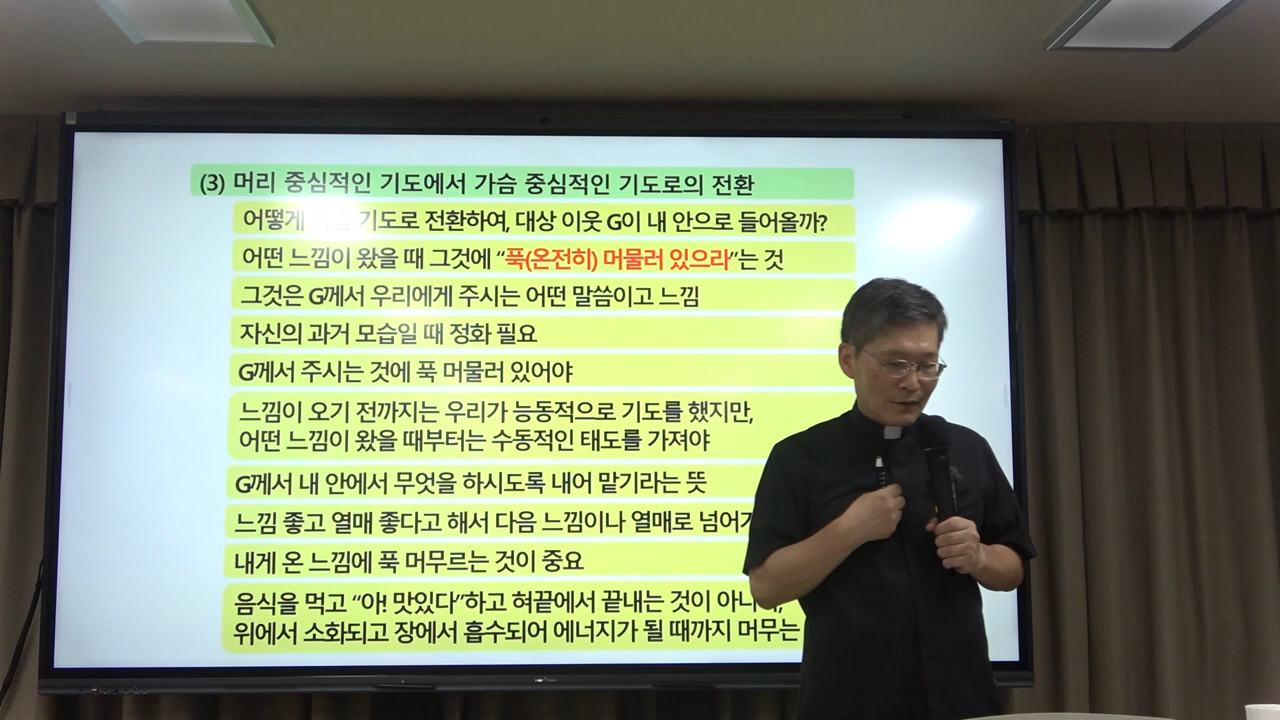 (3) 머리 중심적인 기도에서 가슴 중심적인 기도로의 전환
어떻게 가슴 기도로 전환하여, 대상 이웃 G이 내 안으로 들어올까?
어떤 느낌이 왔을 때 그것에 “푹(온전히) 머물러 있으라”는 것
그것은 G께서 우리에게 주시는 어떤 말씀이고 느낌
자신의 과거 모습일 때 정화 필요
G께서 주시는 것에 푹 머물러 있어야
느낌이 오기 전까지는 우리가 능동적으로 기도를 했지만,
어떤 느낌이 왔을 때부터는 수동적인 태도를 가져야
G께서 내 안에서 무엇을 하시도록 내어 맡기라는 뜻
느낌 좋고 열매 좋다고 해서 다음 느낌이나 열매로
내게 온 느낌에 푹 머무르는 것이 중요
음식을 먹고 “아! 맛있다”하고 혀끝에서 끝내는 것이
위에서 소화되고 장에서 흡수되어 에너지가 될 때까지 머무는